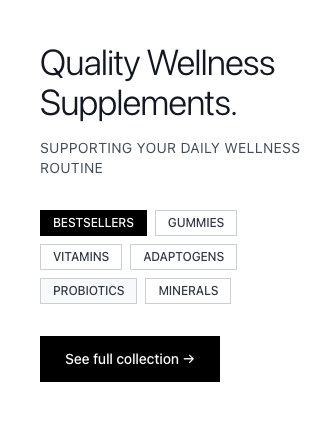 Quality Wellness
Supplements.
SUPPORTING YOUR DAILY WELLNESS
ROUTINE
BESTSELLERS GUMMIES
VITAMINS ADAPTOGENS
PROBIOTICS MINERALS
See full collection →